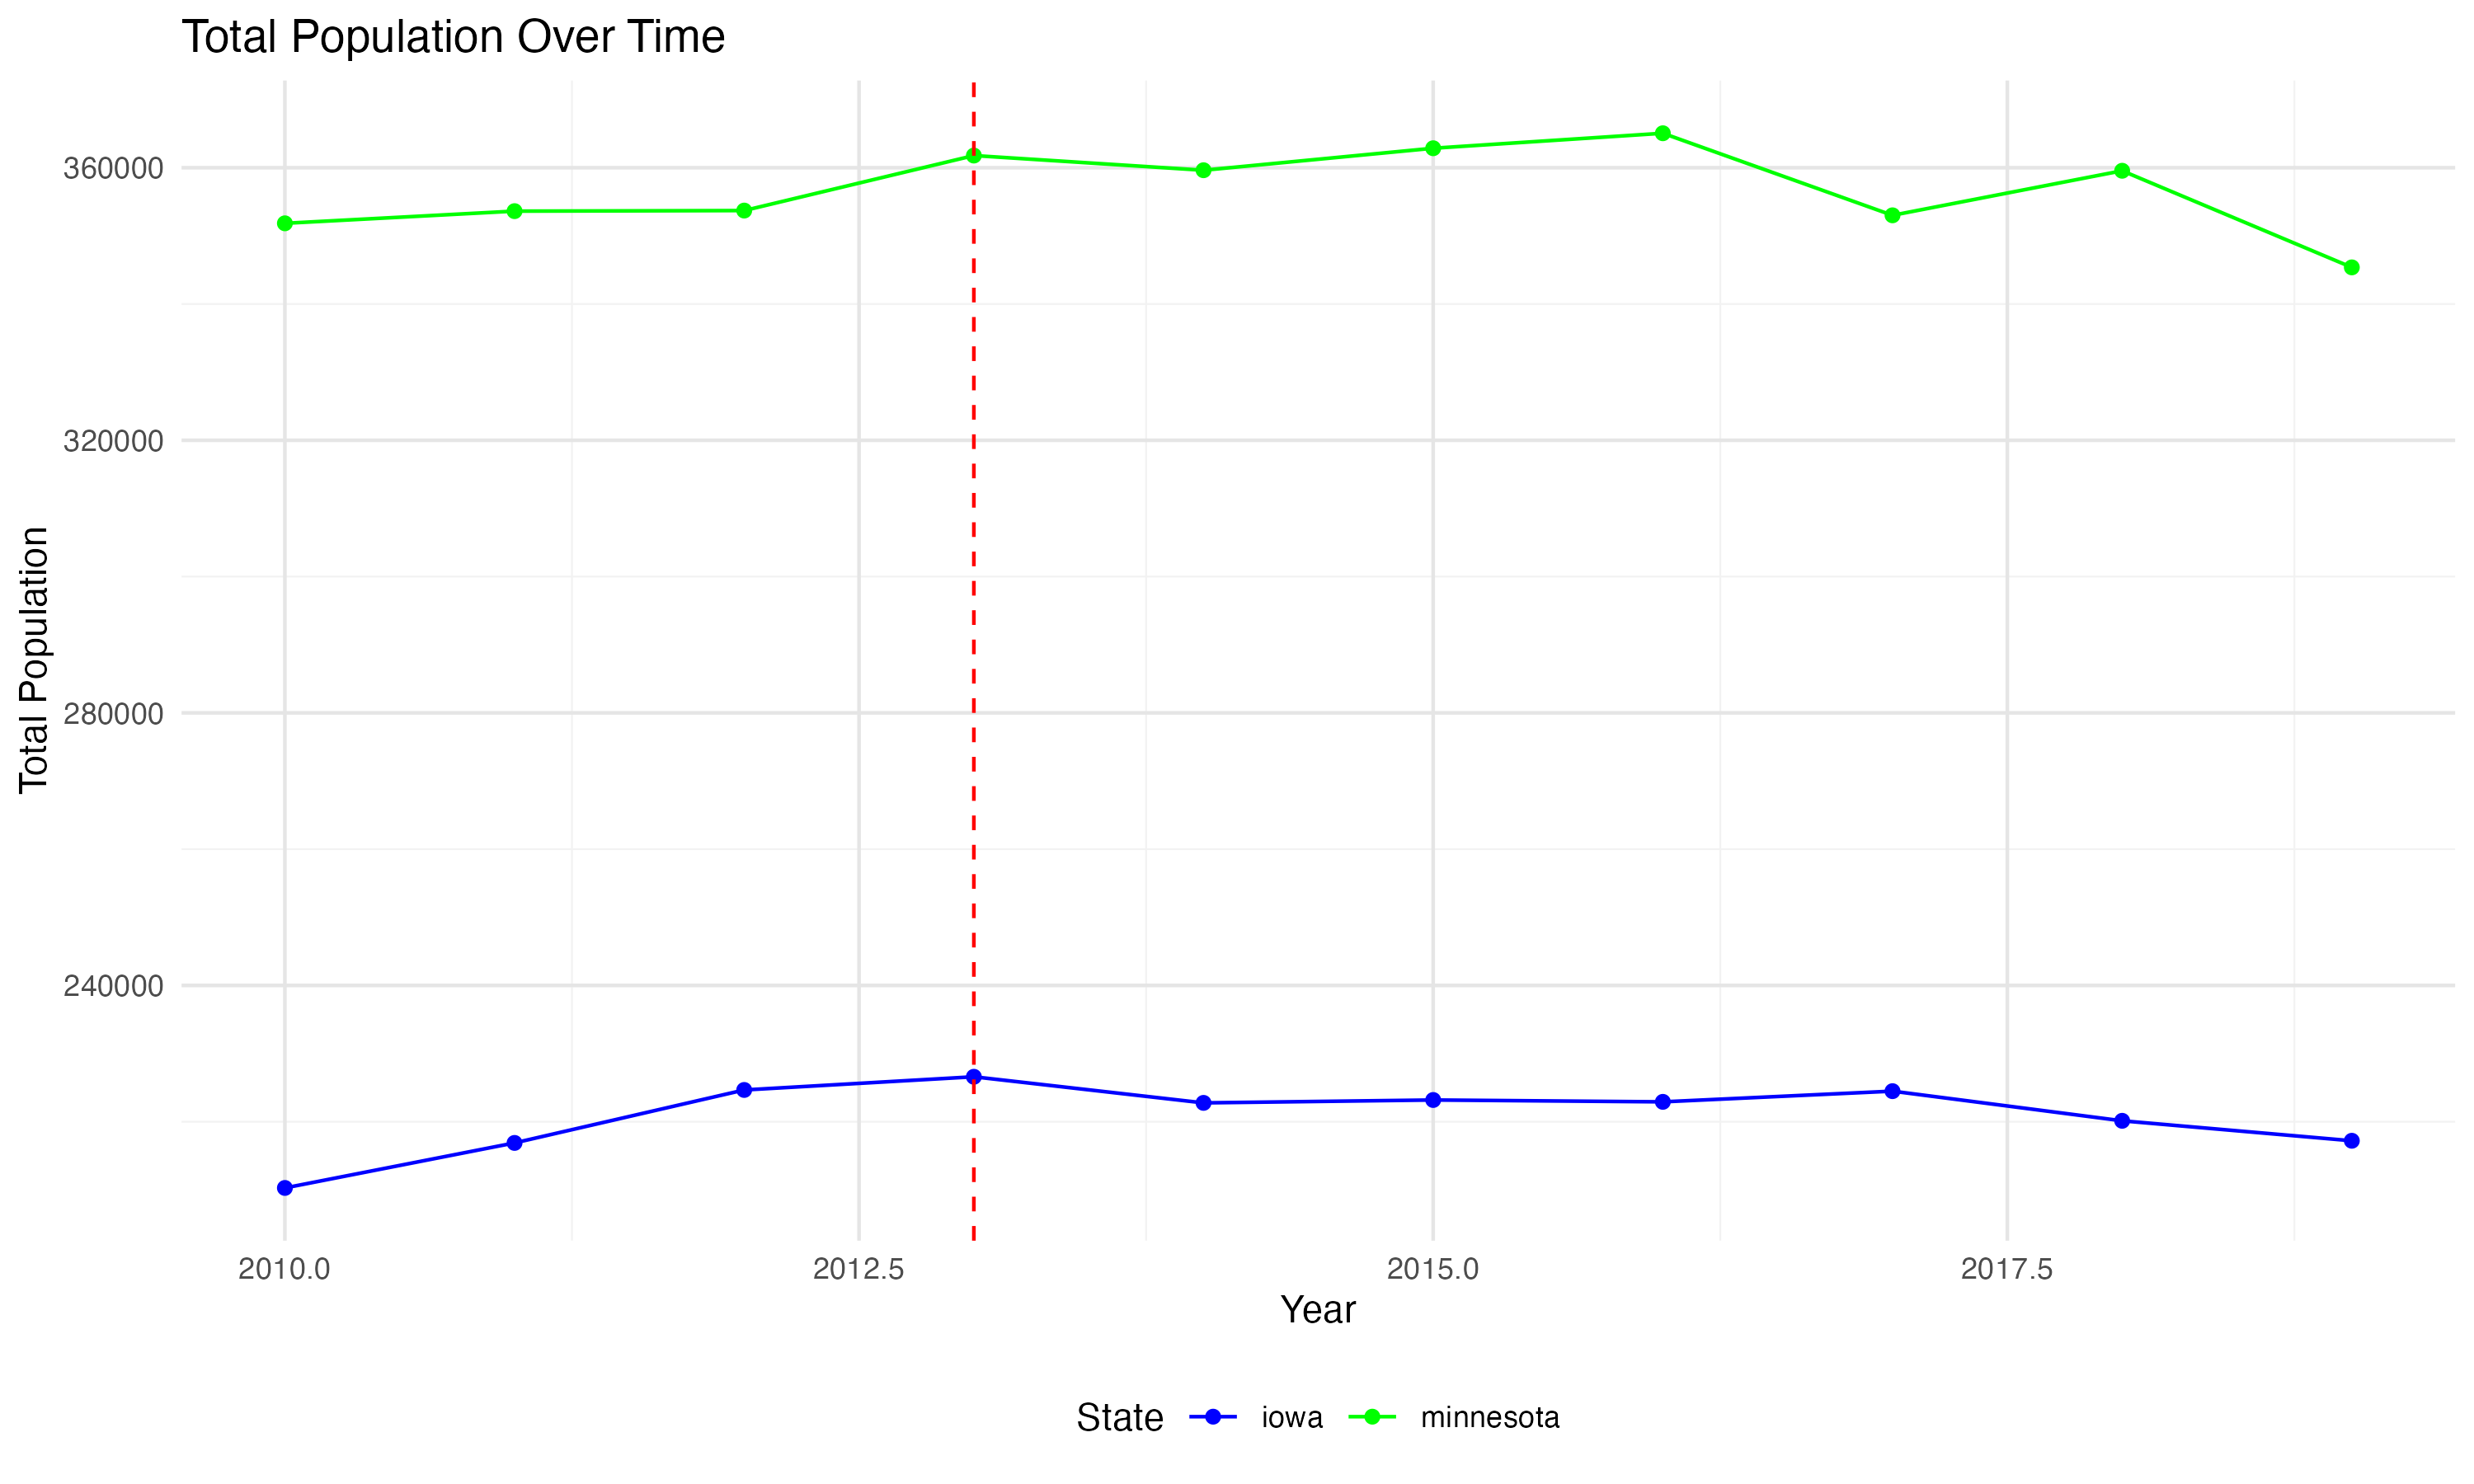 Total Population Over Time
360000
320000
280000
240000
Total Population
2010.0 2012.5 2015.0 2017.5
Year
State iowa minnesota